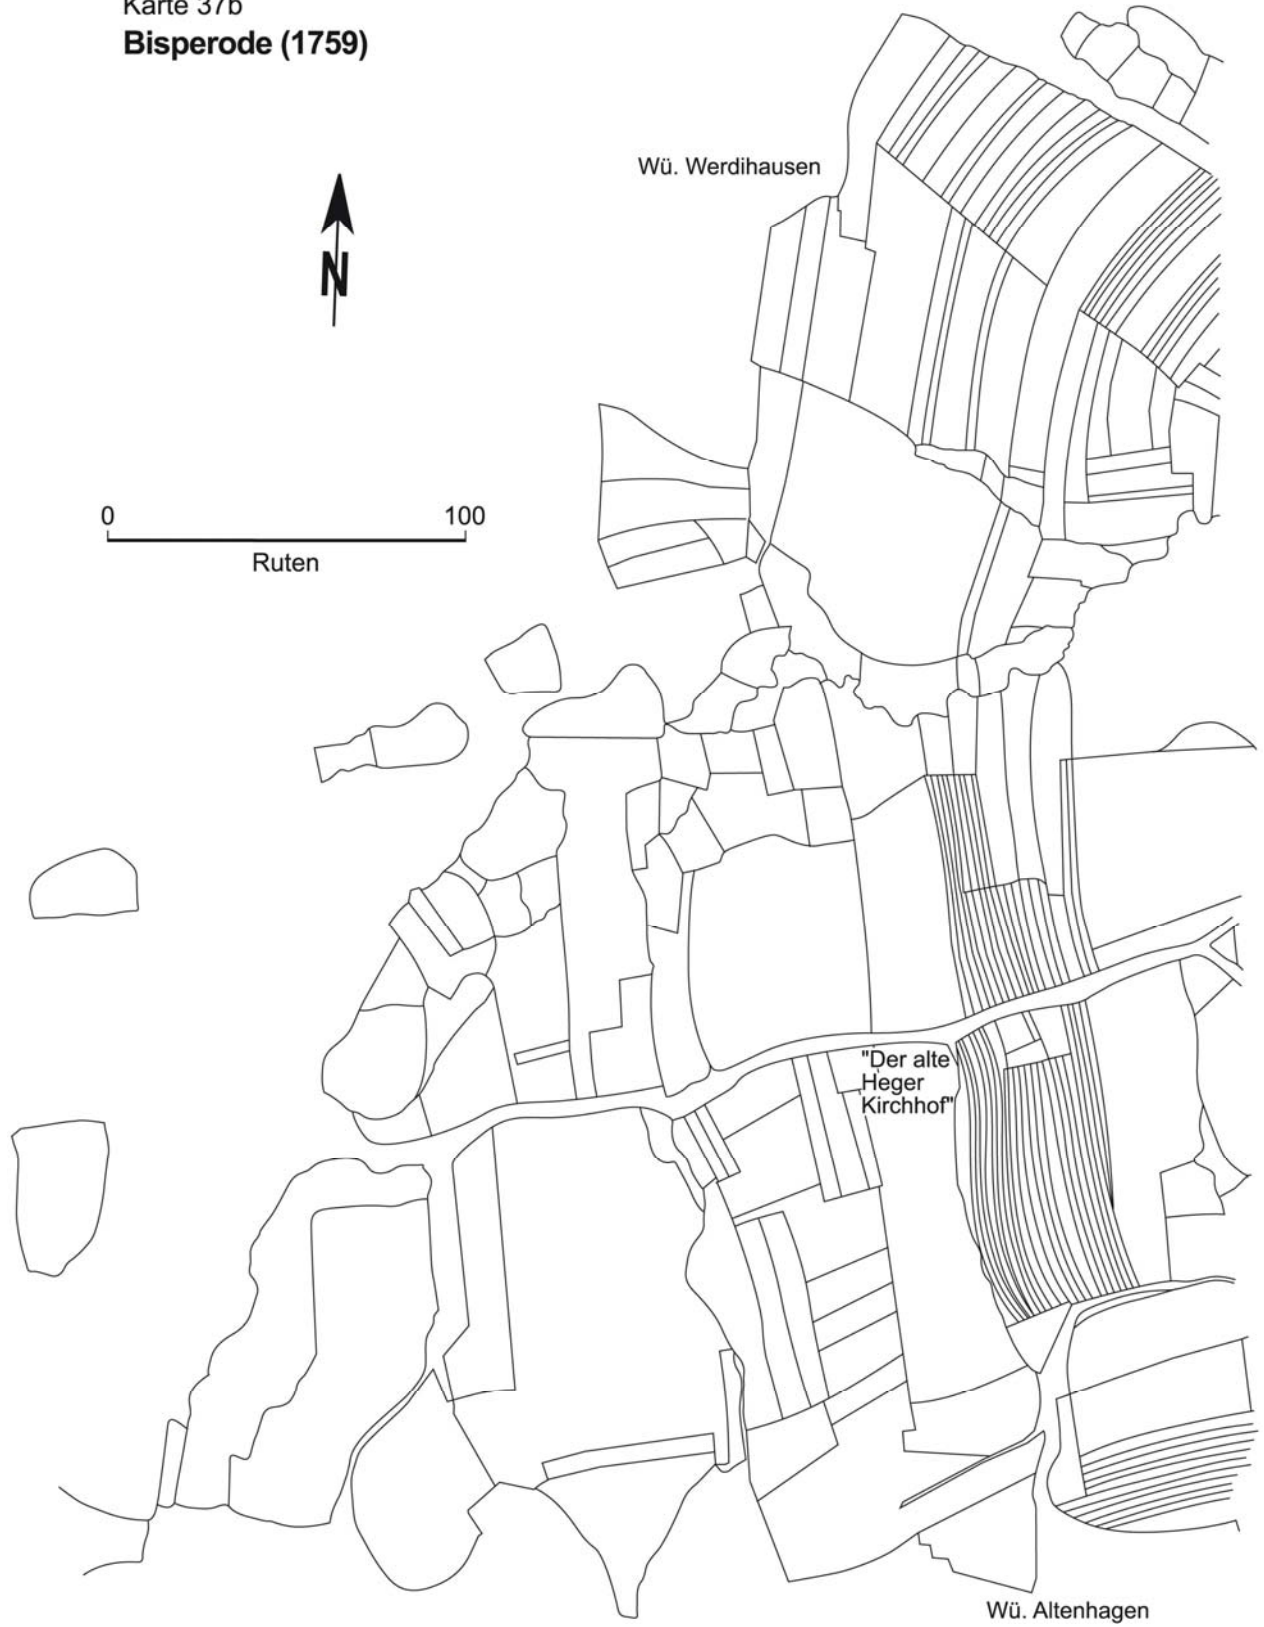 Karte 37b
Bisperode (1759)
Wü. Werdihausen
N
0 100
Ruten
"Der alte
Heger
Kirchhof"
Wü. Altenhagen